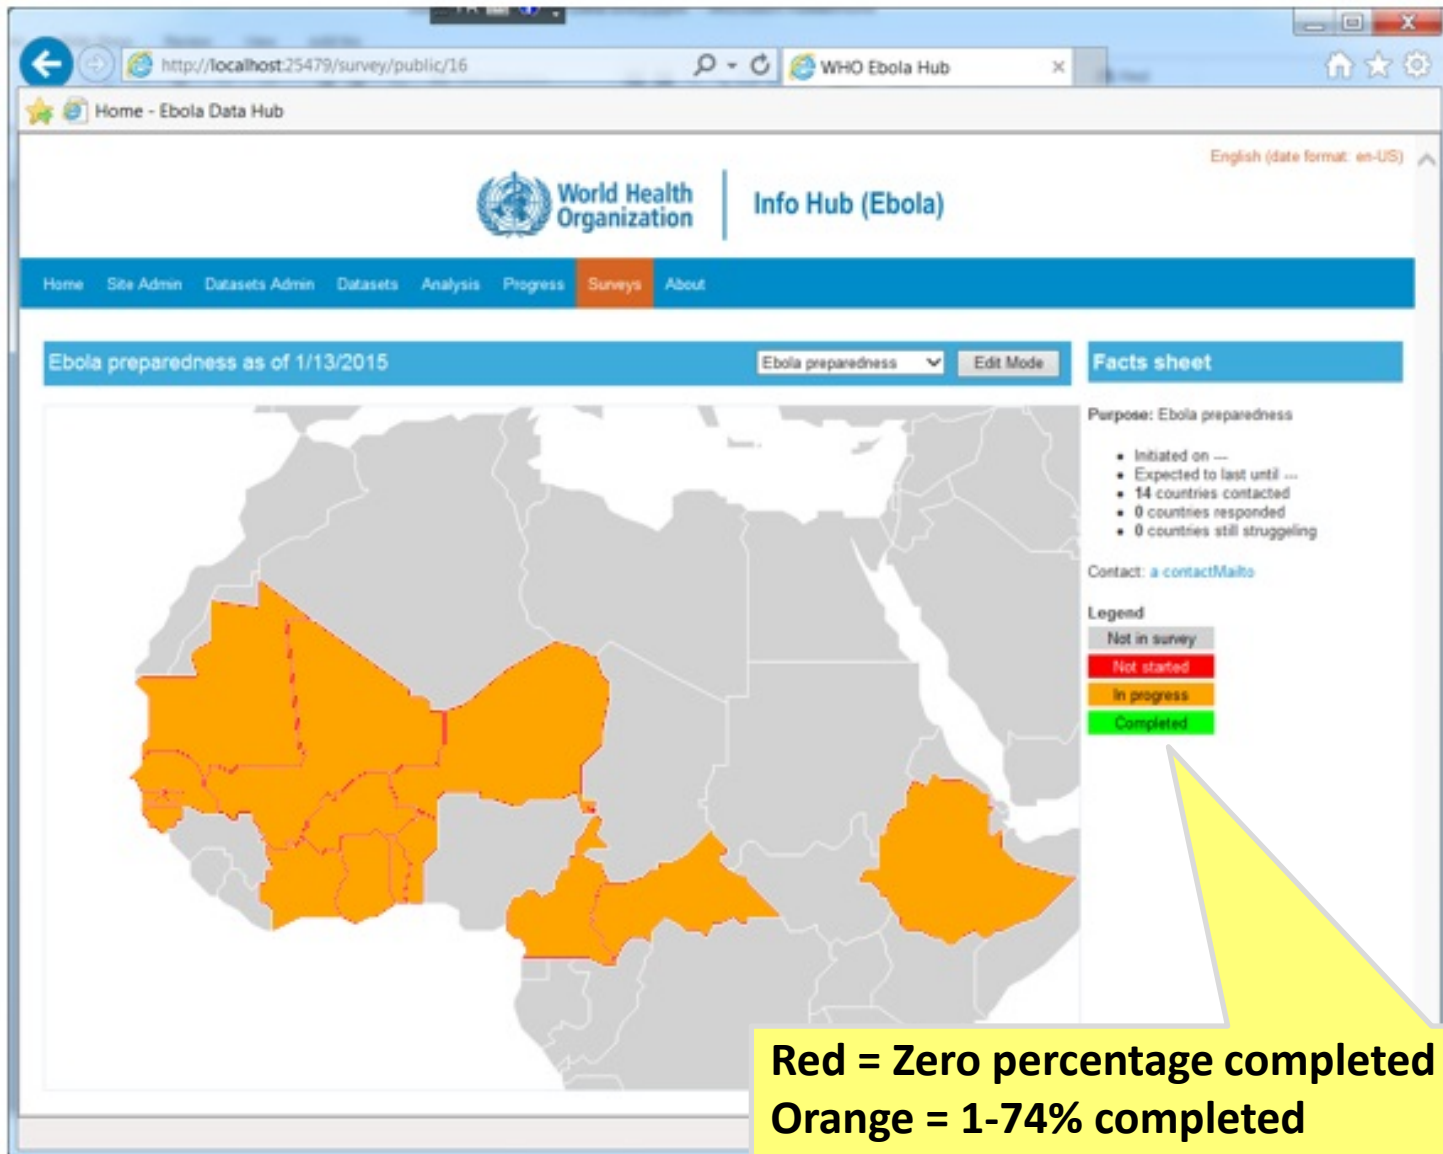 http://localhost:25479/survey/public/16
WHO Ebola Hub
Home - Ebola Data Hub
English (date format: en-US)
World Health
Organization
Info Hub (Ebola)
Home Site Admin Datasets Admin Datasets Analysis Progress Surveys About
Ebola preparedness as of 1/13/2015
Ebola preparedness
Edit Mode
Facts sheet
Purpose: Ebola preparedness
• Initiated on ---
• Expected to last until ---
• 14 countries contacted
• 0 countries responded
• 0 countries still struggeling
Contact: a contactMailto
Legend
Not in survey
Not started
In progress
Completed
Red = Zero percentage completed
Orange = 1-74% completed